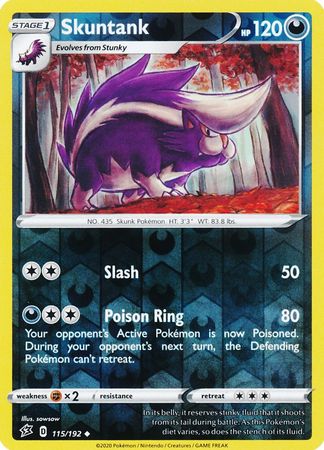 STAGE 1
Skuntank
HP 120
Evolves from Stunky
NO. 435 Skunk Pokémon HT. 3'3" WT. 83.8 lbs.
Slash 50
Poison Ring 80
Your opponent's Active Pokémon is now Poisoned.
During your opponent's next turn, the Defending
Pokémon can't retreat.
weakness ×2 resistance retreat
Illus. sowsow
115/192
In its belly, it reserves stinky fluid that it shoots
from its tail during battle. As this Pokémon's
diet varies, so does the stench of its fluid.
©2020 Pokémon / Nintendo / Creatures / GAME FREAK